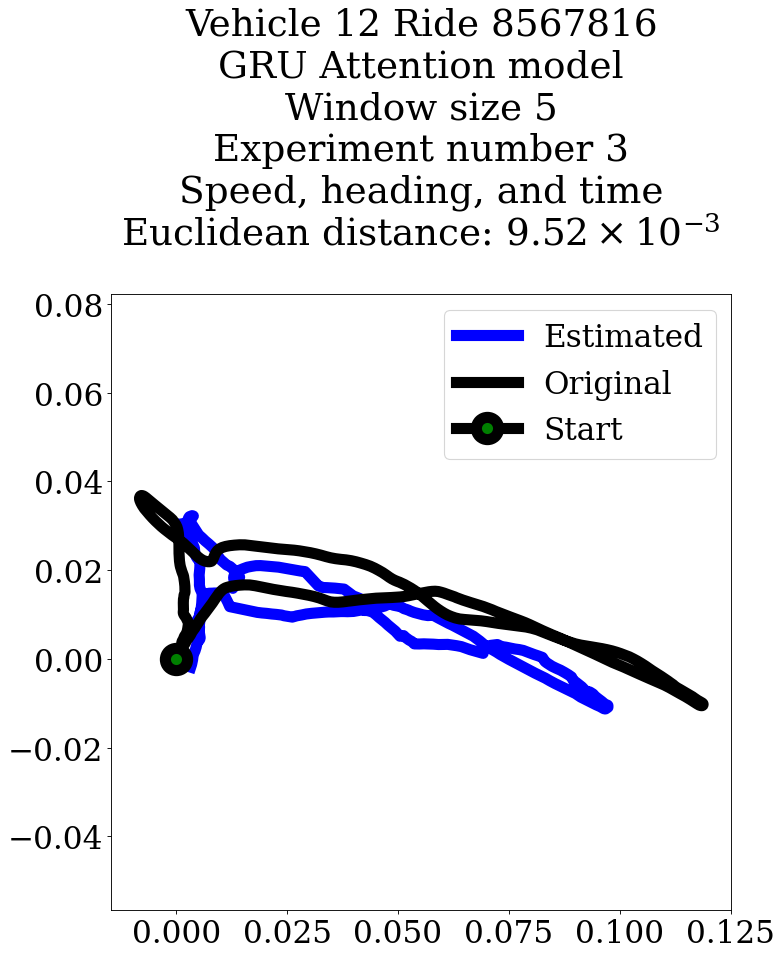 Vehicle 12 Ride 8567816
GRU Attention model
Window size 5
Experiment number 3
Speed, heading, and time
Euclidean distance: 9.52 × 10⁻³
0.08
0.06
0.04
0.02
0.00
−0.02
−0.04
Estimated
Original
Start
0.000 0.025 0.050 0.075 0.100 0.125